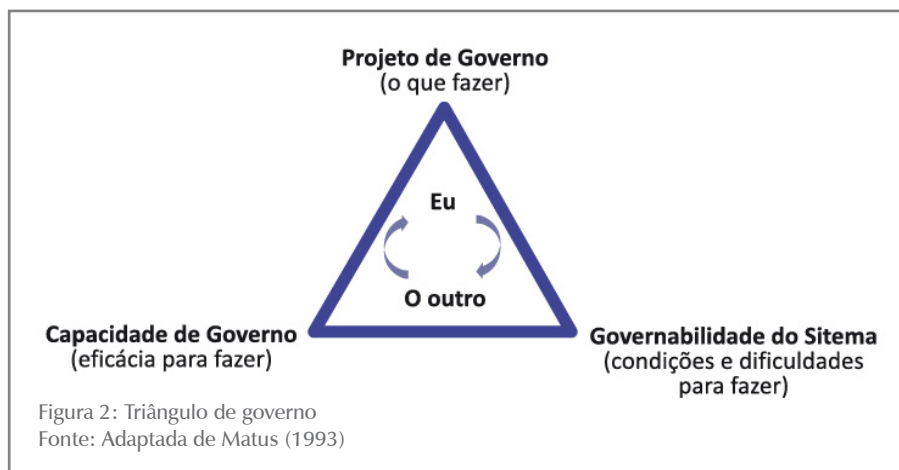 Projeto de Governo
(o que fazer)
Eu
O outro
Capacidade de Governo
(eficácia para fazer)
Governabilidade do Sitema
(condições e dificuldades
para fazer)
Figura 2: Triângulo de governo
Fonte: Adaptada de Matus (1993)